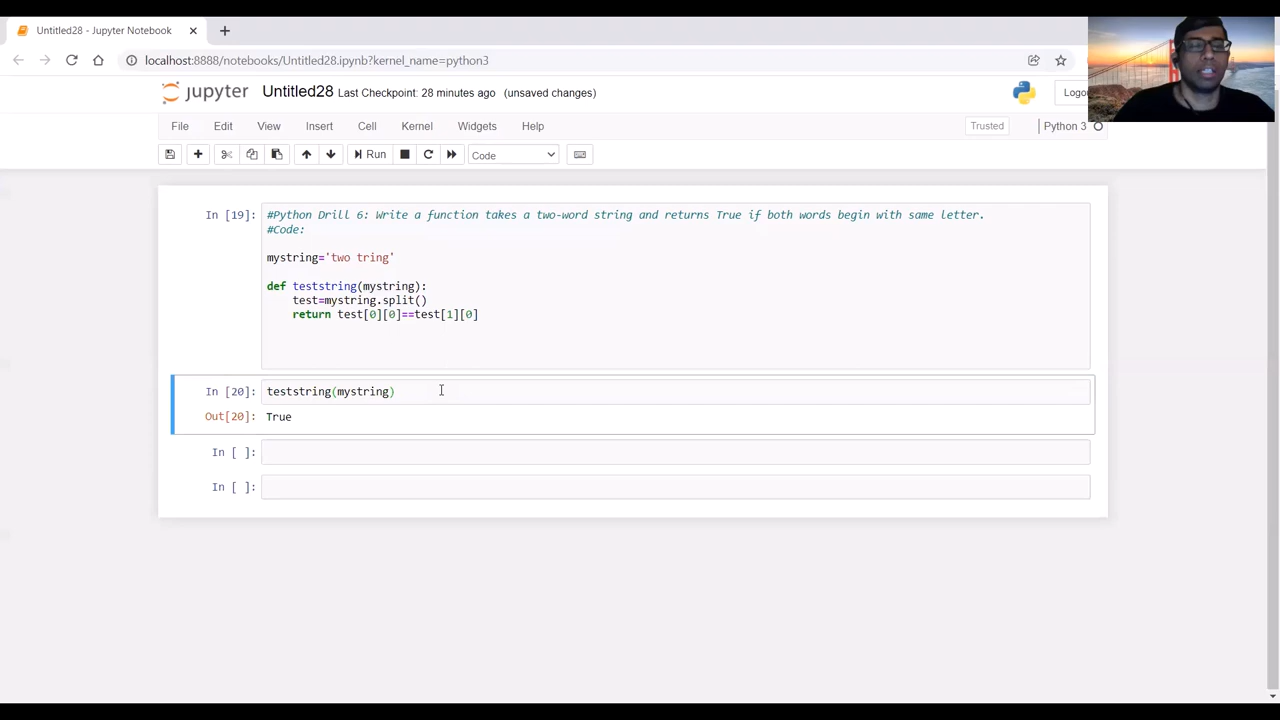 Untitled28 - Jupyter Notebook
localhost:8888/notebooks/Untitled28.ipynb?kernel_name=python3
jupyter Untitled28 Last Checkpoint: 28 minutes ago (unsaved changes)
File Edit View Insert Cell Kernel Widgets Help Trusted Python 3
Run Code
In [19]: #Python Drill 6: Write a function takes a two-word string and returns True if both words begin with same letter.
#Code:
mystring='two tring'
def teststring(mystring):
test=mystring.split()
return test[0][0]==test[1][0]
In [20]: teststring(mystring)
Out[20]: True
In [ ]:
In [ ]: